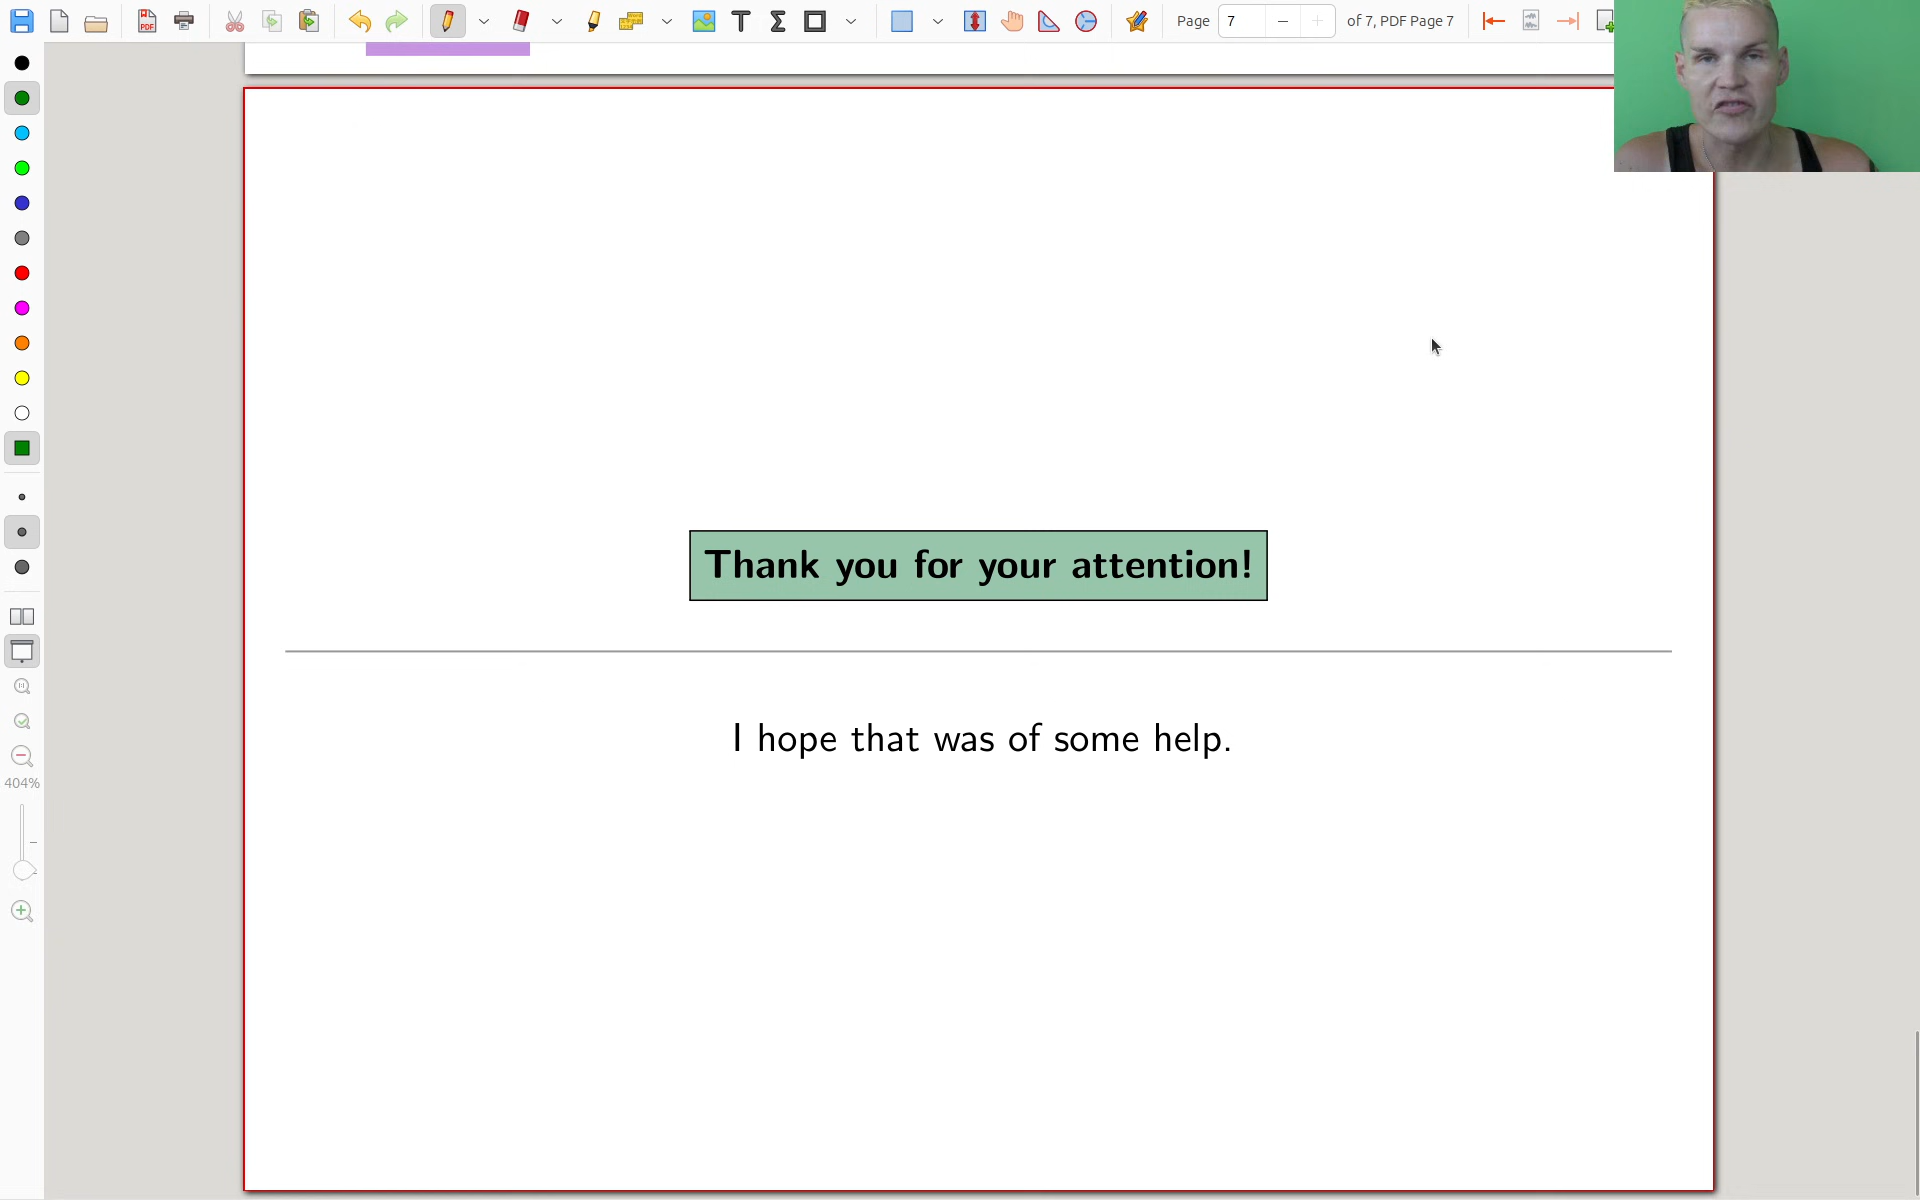 Page 7 of 7, PDF Page 7
Thank you for your attention!
I hope that was of some help.
404%